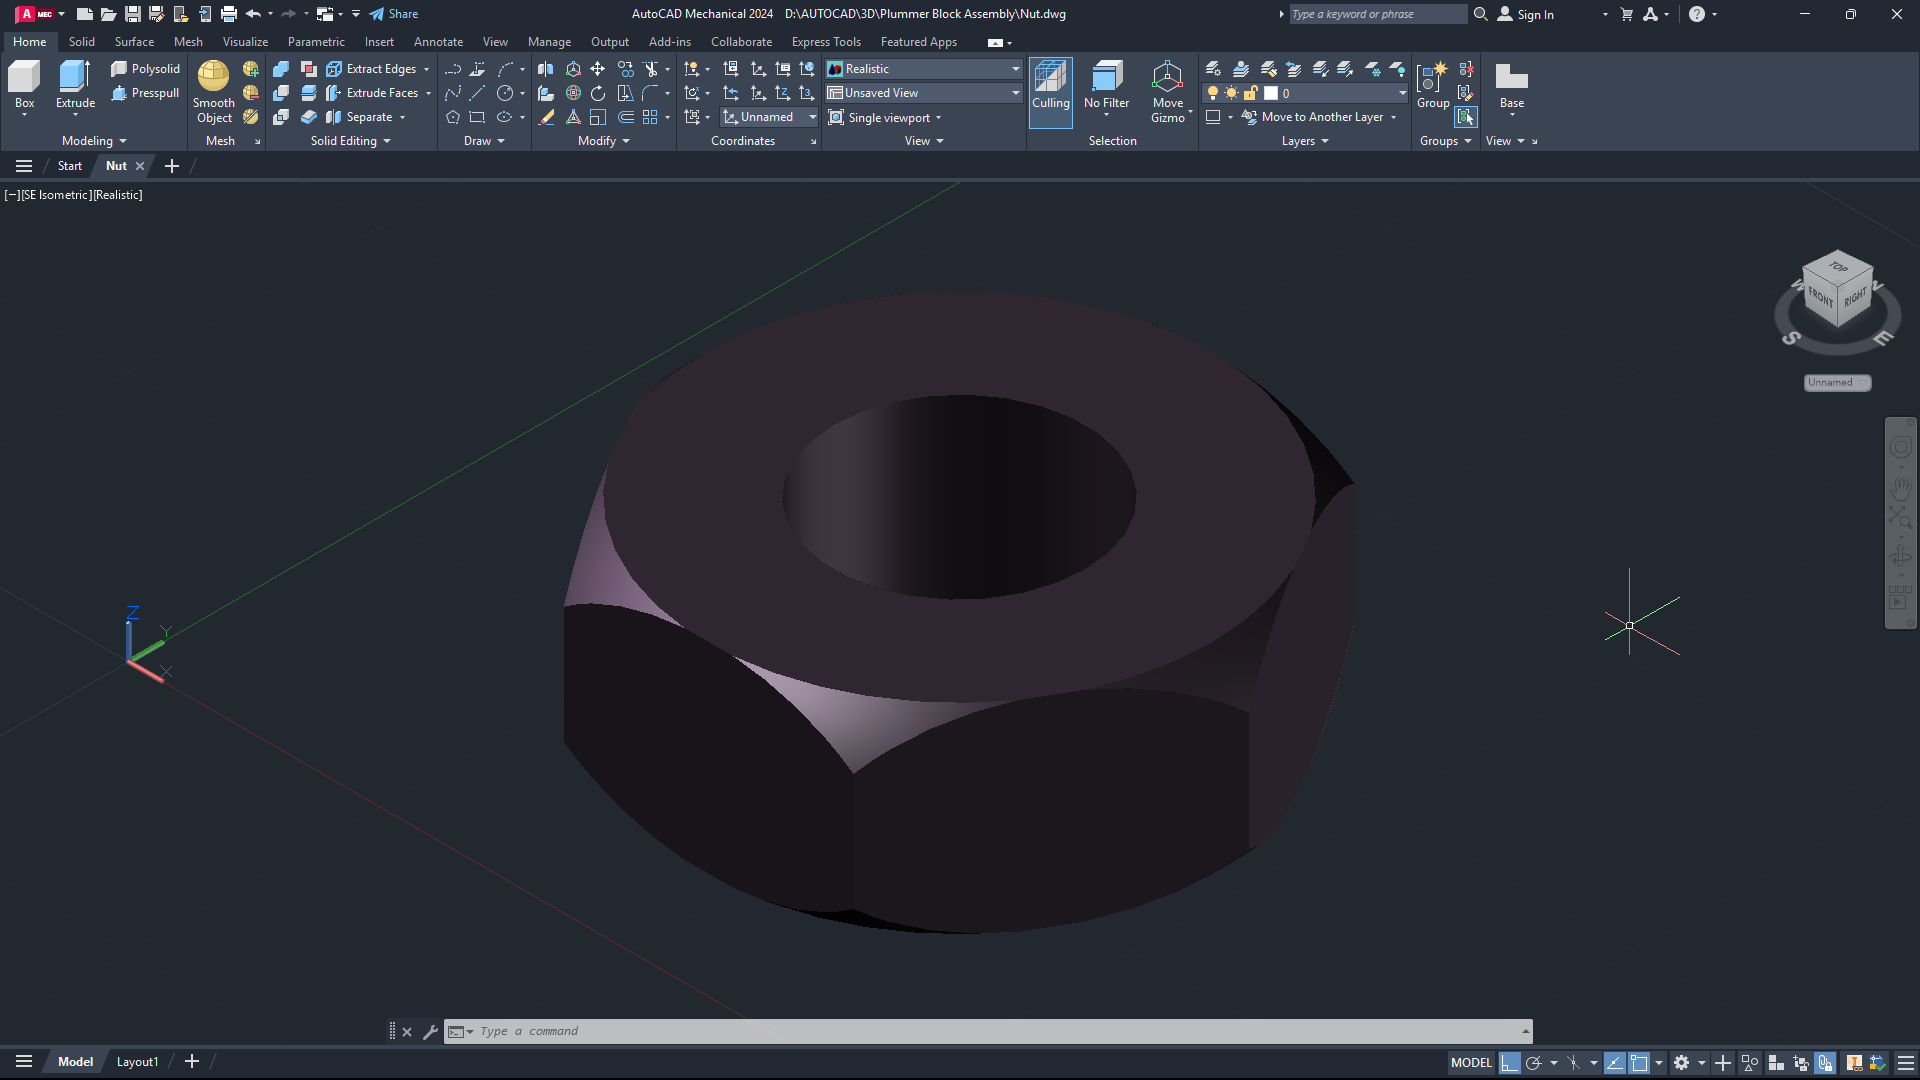 A MEC Share AutoCAD Mechanical 2024 D:\AUTOCAD\3D\Plummer Block Assembly\Nut.dwg Type a keyword or phrase Sign In ?
Home Solid Surface Mesh Visualize Parametric Insert Annotate View Manage Output Add-ins Collaborate Express Tools Featured Apps
Polysolid Extract Edges Realistic
Presspull Extrude Faces Unsaved View 0
Box Extrude Smooth Object Separate Unnamed Single viewport Culling No Filter Move Gizmo Move to Another Layer Group Base
Modeling Mesh Solid Editing Draw Modify Coordinates View Selection Layers Groups View
Start Nut
[−][SE Isometric][Realistic]
TOP
W N
FRONT RIGHT
S E
Unnamed
Z
Y
X
Type a command
Model Layout1 MODEL